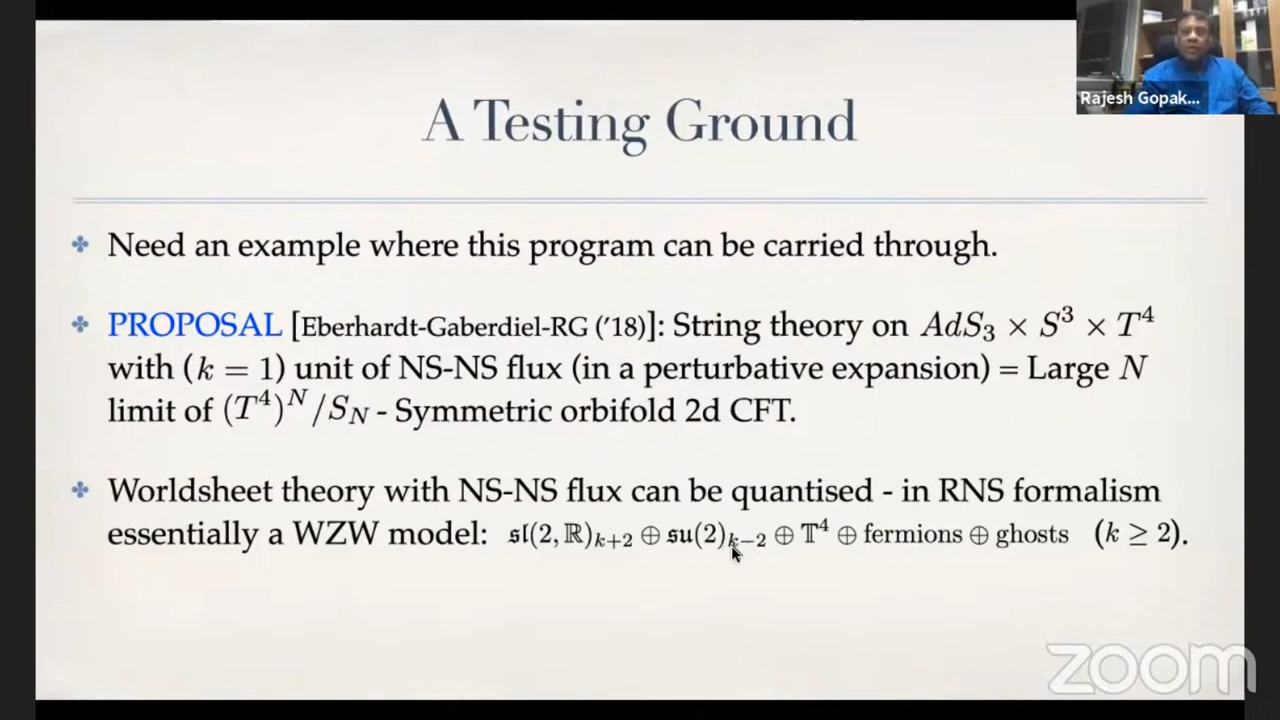 Rajesh Gopak...
A Testing Ground
Need an example where this program can be carried through.
PROPOSAL [Eberhardt-Gaberdiel-RG ('18)]: String theory on AdS₃ × S³ × T⁴
with (k = 1) unit of NS-NS flux (in a perturbative expansion) = Large N
limit of (T⁴)ᴺ/S_N - Symmetric orbifold 2d CFT.
Worldsheet theory with NS-NS flux can be quantised - in RNS formalism
essentially a WZW model: 𝔰𝔩(2,ℝ)ₖ₊₂ ⊕ 𝔰𝔲(2)ₖ₋₂ ⊕ 𝕋⁴ ⊕ fermions ⊕ ghosts (k ≥ 2).
zoom